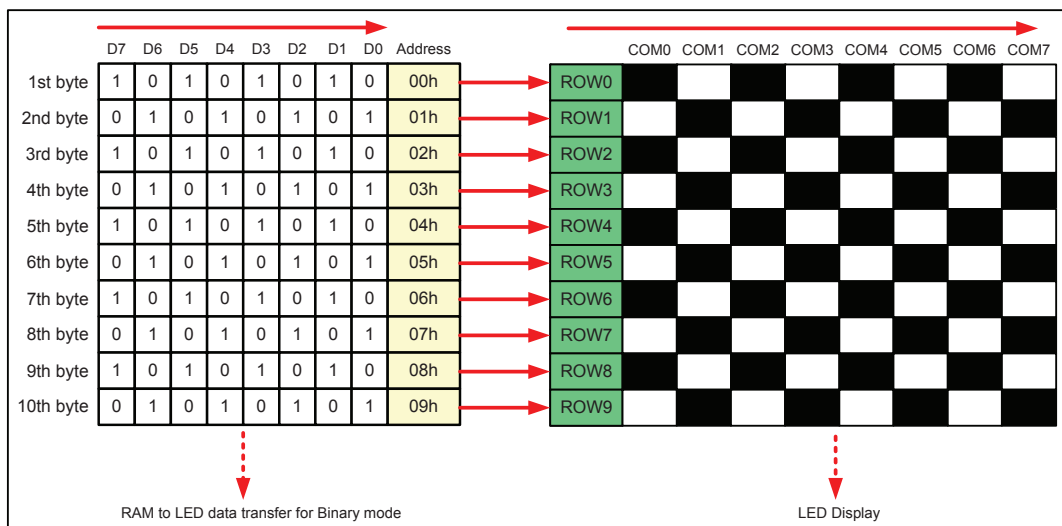 D7 D6 D5 D4 D3 D2 D1 D0 Address COM0 COM1 COM2 COM3 COM4 COM5 COM6 COM7
1st byte 1 0 1 0 1 0 1 0 00h ROW0
2nd byte 0 1 0 1 0 1 0 1 01h ROW1
3rd byte 1 0 1 0 1 0 1 0 02h ROW2
4th byte 0 1 0 1 0 1 0 1 03h ROW3
5th byte 1 0 1 0 1 0 1 0 04h ROW4
6th byte 0 1 0 1 0 1 0 1 05h ROW5
7th byte 1 0 1 0 1 0 1 0 06h ROW6
8th byte 0 1 0 1 0 1 0 1 07h ROW7
9th byte 1 0 1 0 1 0 1 0 08h ROW8
10th byte 0 1 0 1 0 1 0 1 09h ROW9
RAM to LED data transfer for Binary mode LED Display